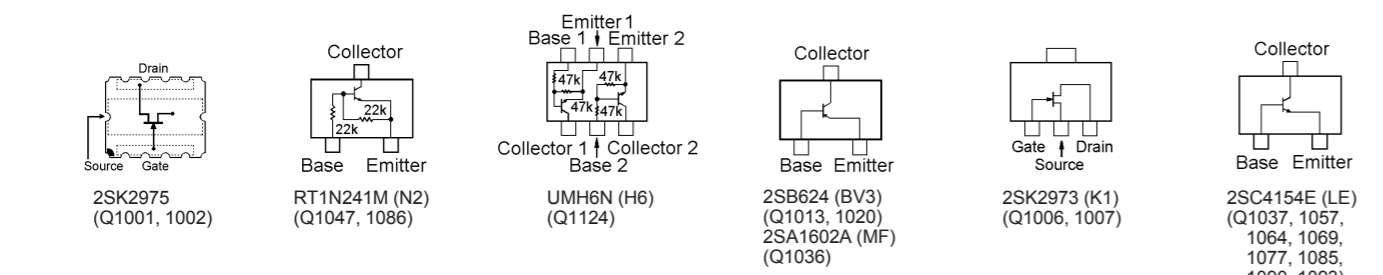 Drain
Source
Gate
2SK2975
(Q1001, 1002)
Collector
22k
22k
Base Emitter
RT1N241M (N2)
(Q1047, 1086)
Emitter 1
Base 1 Emitter 2
47k 47k
47k 47k
Collector 1 Collector 2
Base 2
UMH6N (H6)
(Q1124)
Collector
Base Emitter
2SB624 (BV3)
(Q1013, 1020)
2SA1602A (MF)
(Q1036)
Gate Drain
Source
2SK2973 (K1)
(Q1006, 1007)
Collector
Base Emitter
2SC4154E (LE)
(Q1037, 1057,
1064, 1069,
1077, 1085,